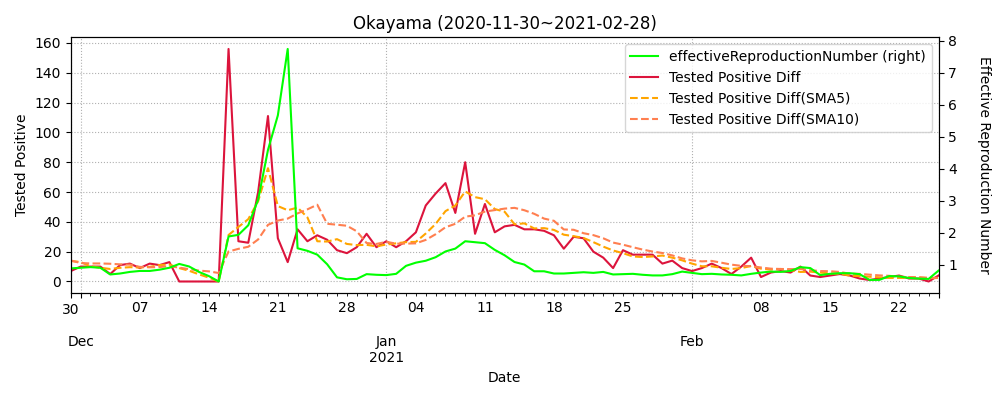 Okayama (2020-11-30~2021-02-28)
effectiveReproductionNumber (right)
Tested Positive Diff
Tested Positive Diff(SMA5)
Tested Positive Diff(SMA10)
Tested Positive
160
140
120
100
80
60
40
20
0
Effective Reproduction Number
8
7
6
5
4
3
2
1
30 07 14 21 28 04 11 18 25 08 15 22
Dec Jan Feb
2021
Date